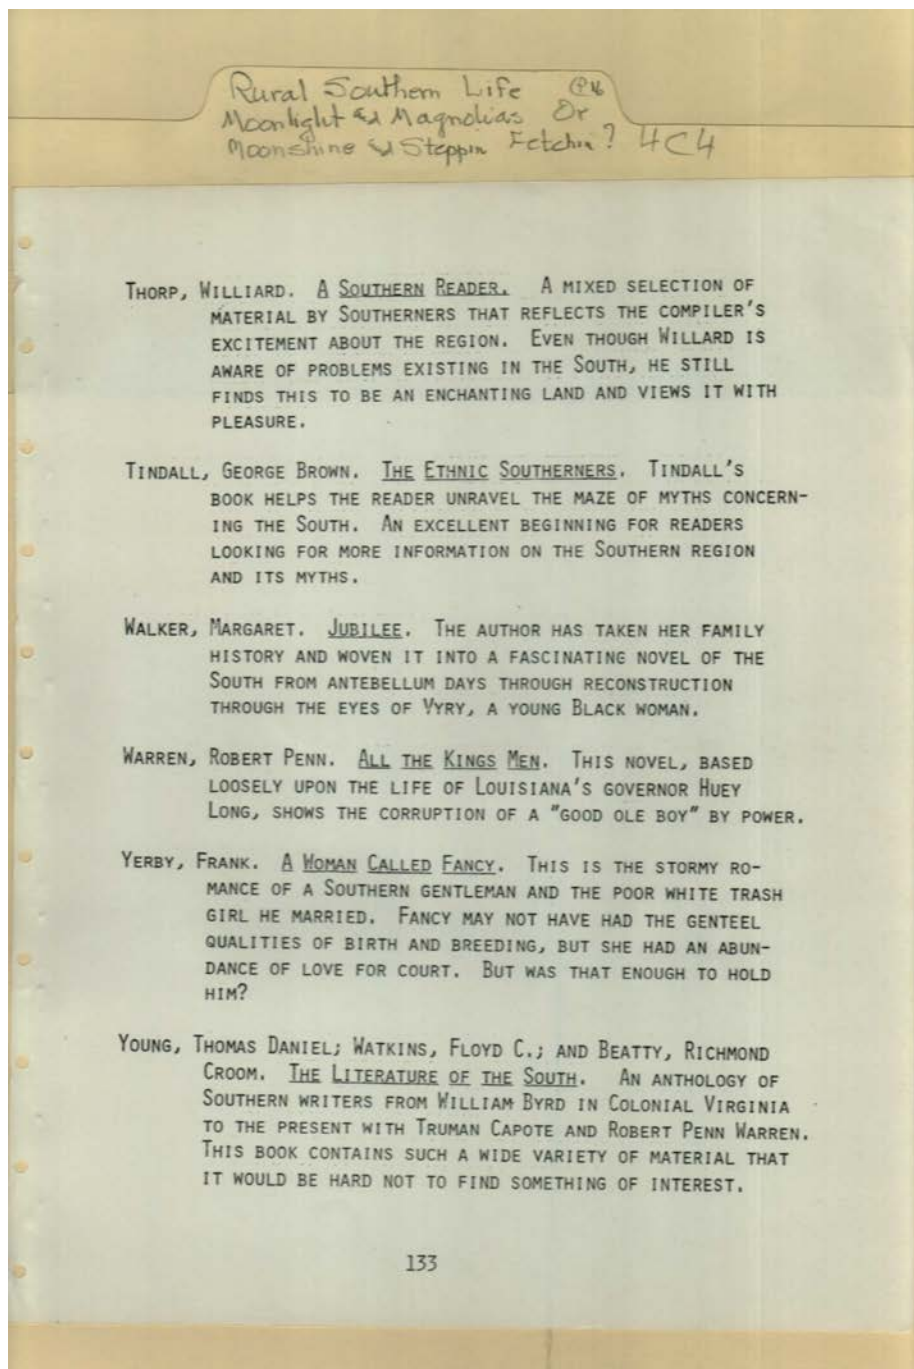 Rural Southern Life
Moonlight & Magnolias Or
Moonshine & Steppin Fetchin? 4C4
THORP, WILLIARD. A SOUTHERN READER. A MIXED SELECTION OF
MATERIAL BY SOUTHERNERS THAT REFLECTS THE COMPILER'S
EXCITEMENT ABOUT THE REGION. EVEN THOUGH WILLARD IS
AWARE OF PROBLEMS EXISTING IN THE SOUTH, HE STILL
FINDS THIS TO BE AN ENCHANTING LAND AND VIEWS IT WITH
PLEASURE.
TINDALL, GEORGE BROWN. THE ETHNIC SOUTHERNERS. TINDALL'S
BOOK HELPS THE READER UNRAVEL THE MAZE OF MYTHS CONCERN-
ING THE SOUTH. AN EXCELLENT BEGINNING FOR READERS
LOOKING FOR MORE INFORMATION ON THE SOUTHERN REGION
AND ITS MYTHS.
WALKER, MARGARET. JUBILEE. THE AUTHOR HAS TAKEN HER FAMILY
HISTORY AND WOVEN IT INTO A FASCINATING NOVEL OF THE
SOUTH FROM ANTEBELLUM DAYS THROUGH RECONSTRUCTION
THROUGH THE EYES OF VYRY, A YOUNG BLACK WOMAN.
WARREN, ROBERT PENN. ALL THE KINGS MEN. THIS NOVEL, BASED
LOOSELY UPON THE LIFE OF LOUISIANA'S GOVERNOR HUEY
LONG, SHOWS THE CORRUPTION OF A "GOOD OLE BOY" BY POWER.
YERBY, FRANK. A WOMAN CALLED FANCY. THIS IS THE STORMY RO-
MANCE OF A SOUTHERN GENTLEMAN AND THE POOR WHITE TRASH
GIRL HE MARRIED. FANCY MAY NOT HAVE HAD THE GENTEEL
QUALITIES OF BIRTH AND BREEDING, BUT SHE HAD AN ABUN-
DANCE OF LOVE FOR COURT. BUT WAS THAT ENOUGH TO HOLD
HIM?
YOUNG, THOMAS DANIEL; WATKINS, FLOYD C.; AND BEATTY, RICHMOND
CROOM. THE LITERATURE OF THE SOUTH. AN ANTHOLOGY OF
SOUTHERN WRITERS FROM WILLIAM BYRD IN COLONIAL VIRGINIA
TO THE PRESENT WITH TRUMAN CAPOTE AND ROBERT PENN WARREN.
THIS BOOK CONTAINS SUCH A WIDE VARIETY OF MATERIAL THAT
IT WOULD BE HARD NOT TO FIND SOMETHING OF INTEREST.
133